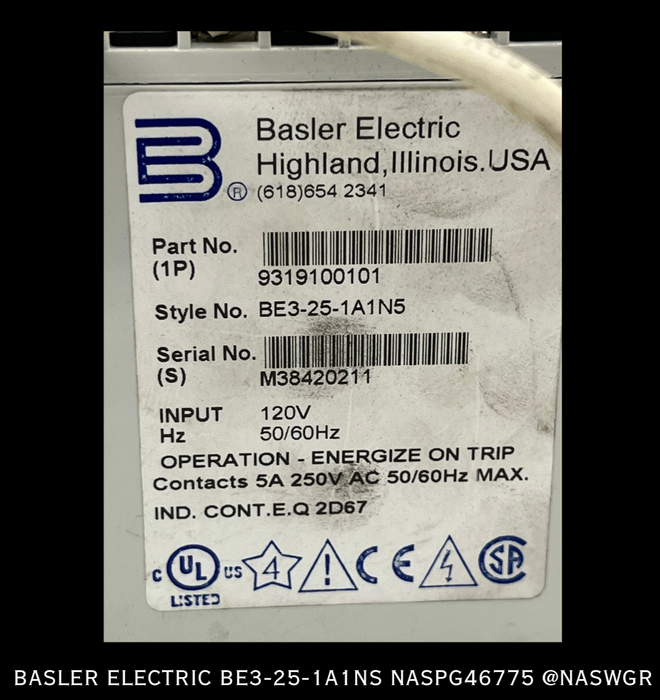 Basler Electric
Highland,Illinois.USA
® (618)654 2341
Part No.
(1P)
9319100101
Style No. BE3-25-1A1N5
Serial No.
(S)
M38420211
INPUT 120V
Hz 50/60Hz
OPERATION - ENERGIZE ON TRIP
Contacts 5A 250V AC 50/60Hz MAX.
IND. CONT.E.Q 2D67
C UL US 4 ! CE SA
LISTED
BASLER ELECTRIC BE3-25-1A1NS NASPG46775 @NASWGR